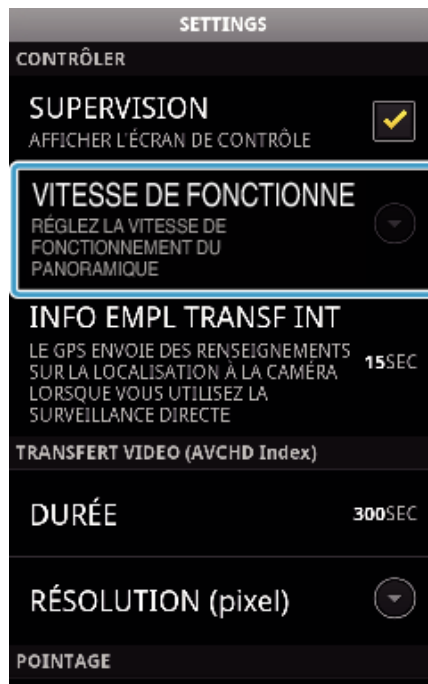 SETTINGS
CONTRÔLER
SUPERVISION
AFFICHER L'ÉCRAN DE CONTRÔLE
VITESSE DE FONCTIONNE
RÉGLEZ LA VITESSE DE
FONCTIONNEMENT DU
PANORAMIQUE
INFO EMPL TRANSF INT
LE GPS ENVOIE DES RENSEIGNEMENTS
SUR LA LOCALISATION À LA CAMÉRA
LORSQUE VOUS UTILISEZ LA
SURVEILLANCE DIRECTE
15SEC
TRANSFERT VIDEO (AVCHD Index)
DURÉE
300SEC
RÉSOLUTION (pixel)
POINTAGE